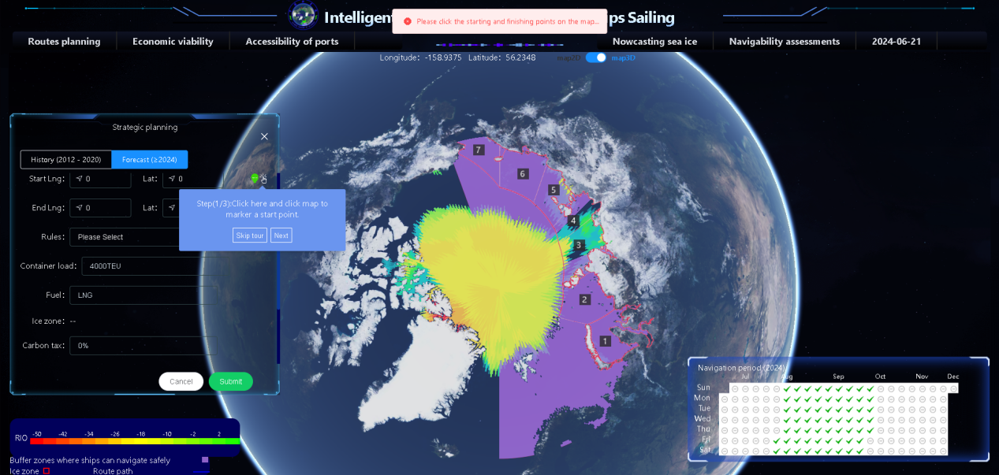 Intelligent
ps Sailing
Please click the starting and finishing points on the map...
Routes planning
Economic viability
Accessibility of ports
Nowcasting sea ice
Navigability assessments
2024-06-21
Longitude: -158.9375 Latitude: 56.2348
map2D
map3D
Strategic planning
History (2012 - 2020)
Forecast (≥2024)
Start Lng: 0 Lat: 0
Step(1/3):Click here and click map to
marker a start point.
Skip tour
Next
End Lng: 0 Lat:
Rules: Please Select
Container load: 4000TEU
Fuel: LNG
Ice zone: --
Carbon tax: 0%
Cancel
Submit
7
6
5
4
3
2
1
Navigation period (2024)
Jul Aug Sep Oct Nov Dec
Sun
Mon
Tue
Wed
Thu
Fri
Sat
RIO -50 -42 -34 -26 -18 -10 -2 2
Buffer zones where ships can navigate safely
Ice zone Route path